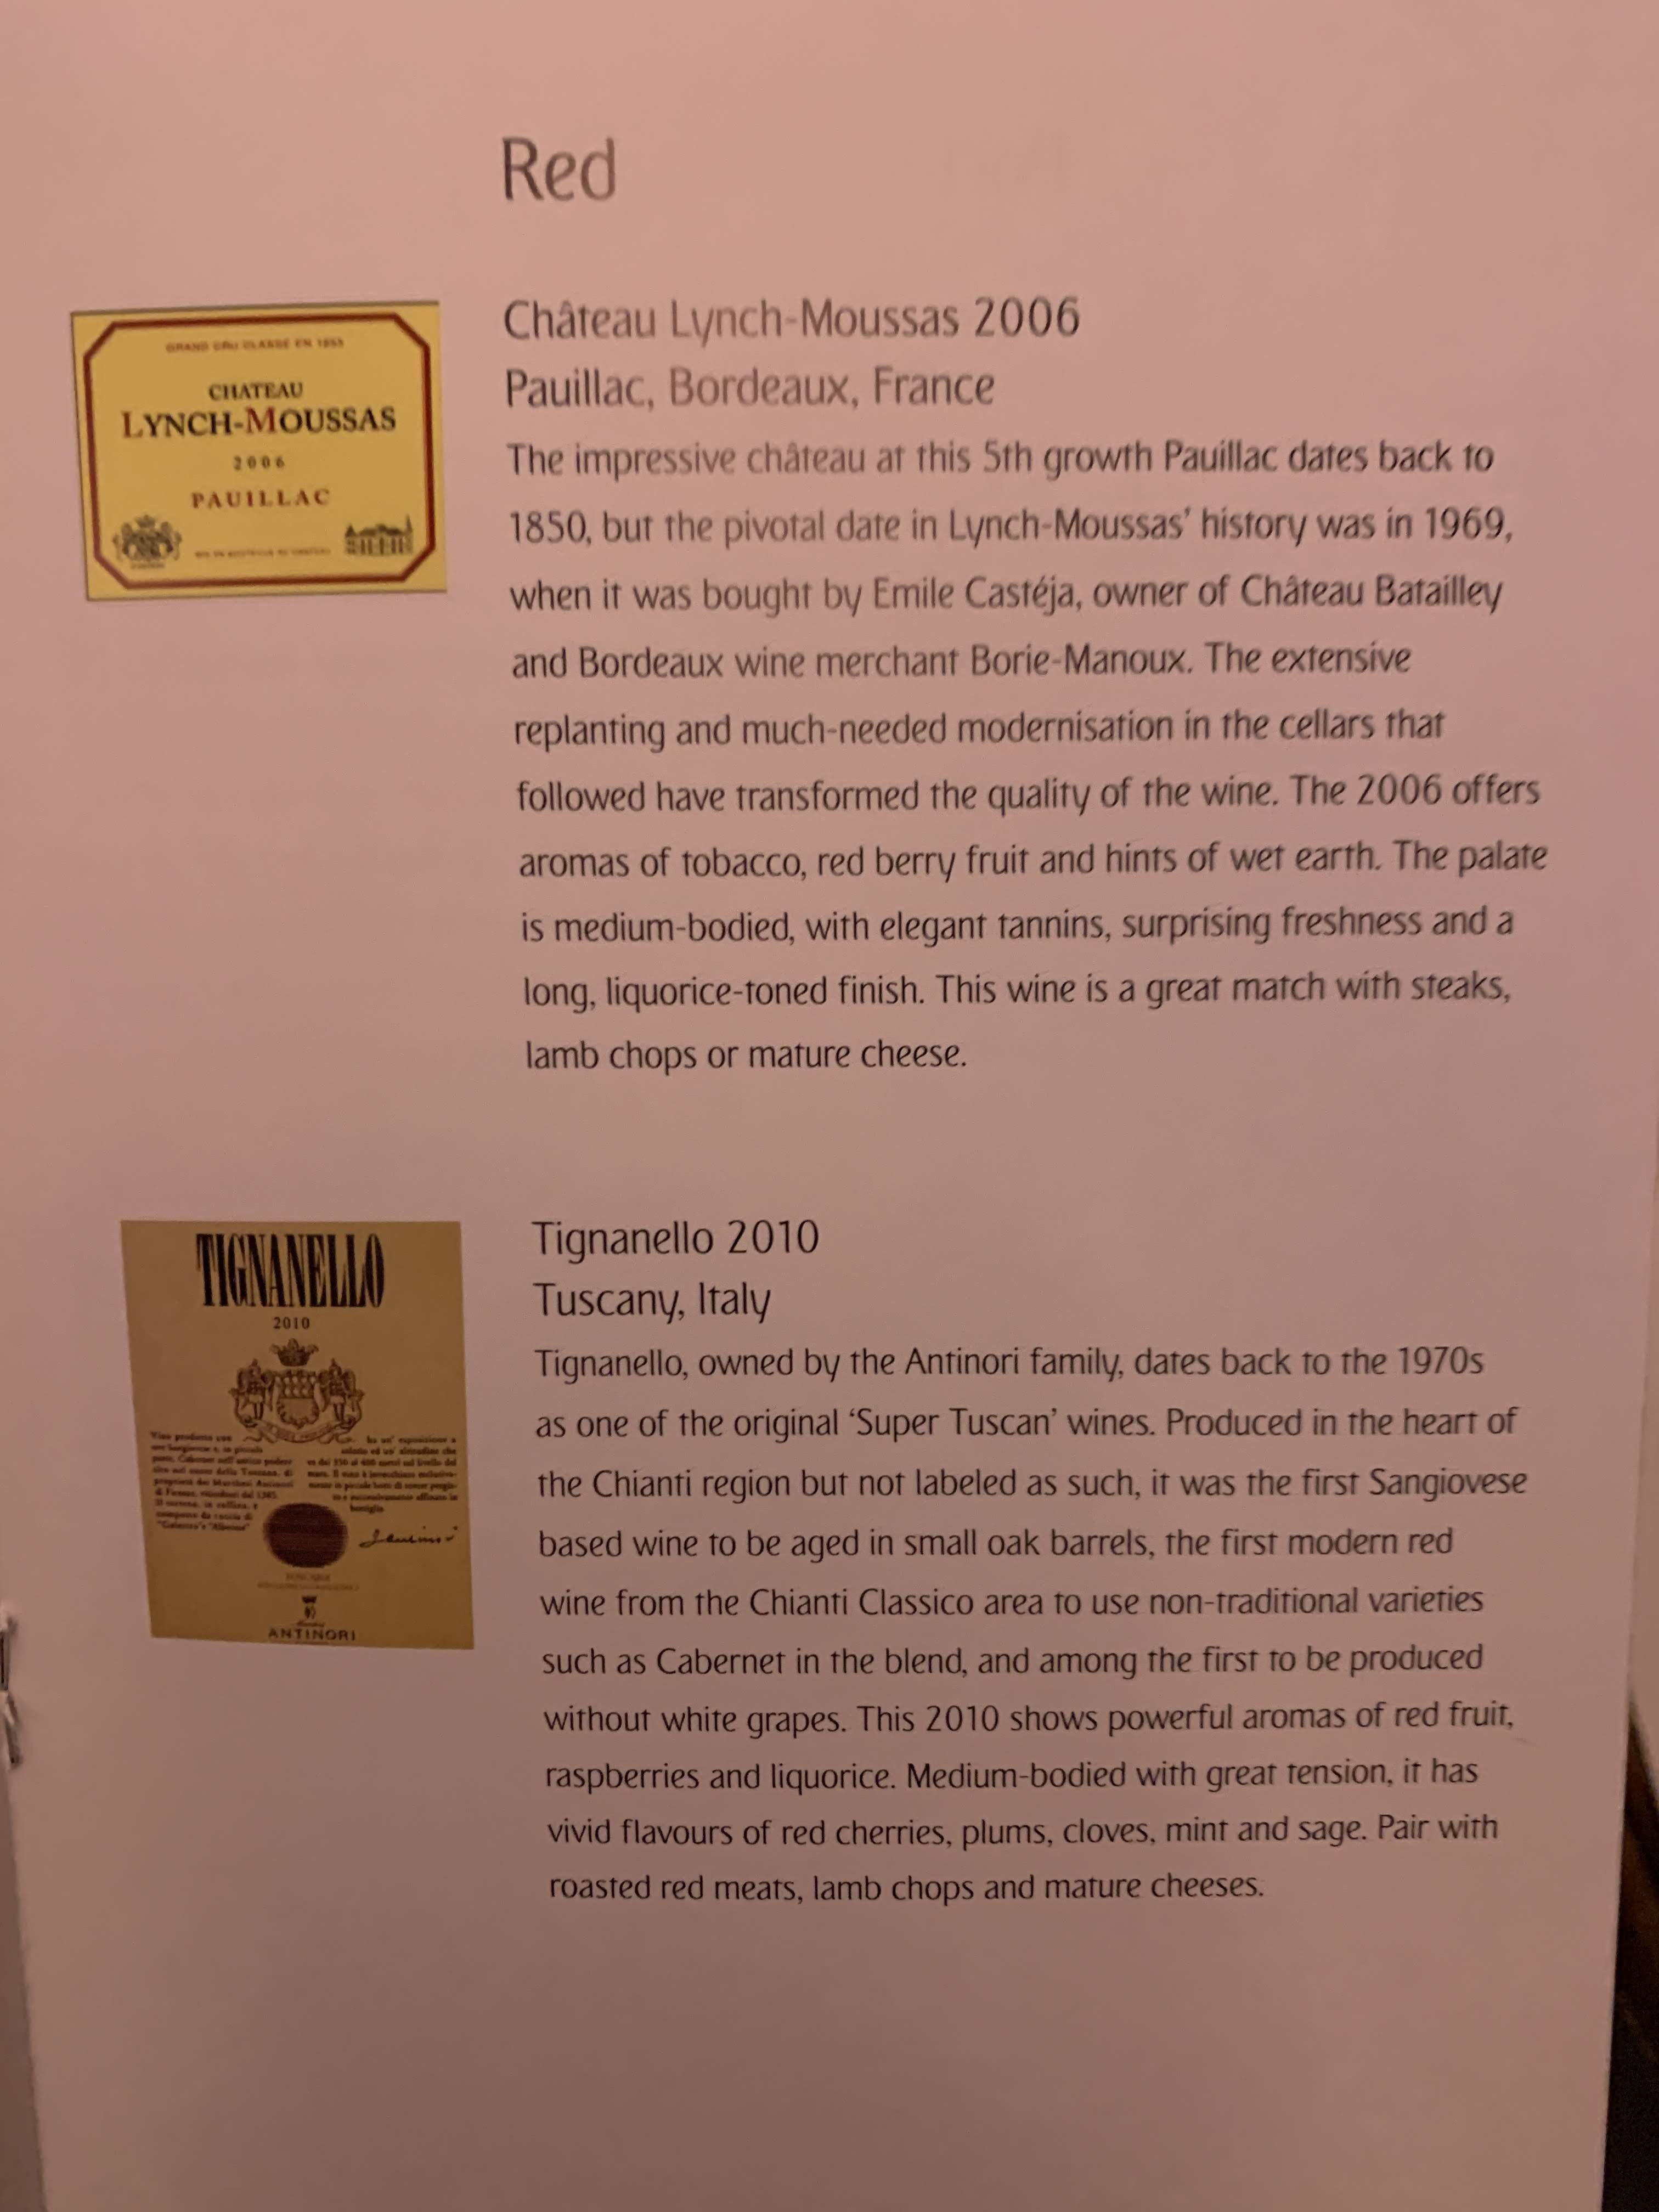 Red
GRAND CRU CLASSÉ EN 1855
CHATEAU
LYNCH-MOUSSAS
2006
PAUILLAC
Château Lynch-Moussas 2006
Pauillac, Bordeaux, France
The impressive château at this 5th growth Pauillac dates back to
1850, but the pivotal date in Lynch-Moussas’ history was in 1969,
when it was bought by Emile Castéja, owner of Château Batailley
and Bordeaux wine merchant Borie-Manoux. The extensive
replanting and much-needed modernisation in the cellars that
followed have transformed the quality of the wine. The 2006 offers
aromas of tobacco, red berry fruit and hints of wet earth. The palate
is medium-bodied, with elegant tannins, surprising freshness and a
long, liquorice-toned finish. This wine is a great match with steaks,
lamb chops or mature cheese.
TIGNANELLO
2010
ANTINORI
Tignanello 2010
Tuscany, Italy
Tignanello, owned by the Antinori family, dates back to the 1970s
as one of the original ‘Super Tuscan’ wines. Produced in the heart of
the Chianti region but not labeled as such, it was the first Sangiovese
based wine to be aged in small oak barrels, the first modern red
wine from the Chianti Classico area to use non-traditional varieties
such as Cabernet in the blend, and among the first to be produced
without white grapes. This 2010 shows powerful aromas of red fruit,
raspberries and liquorice. Medium-bodied with great tension, it has
vivid flavours of red cherries, plums, cloves, mint and sage. Pair with
roasted red meats, lamb chops and mature cheeses.